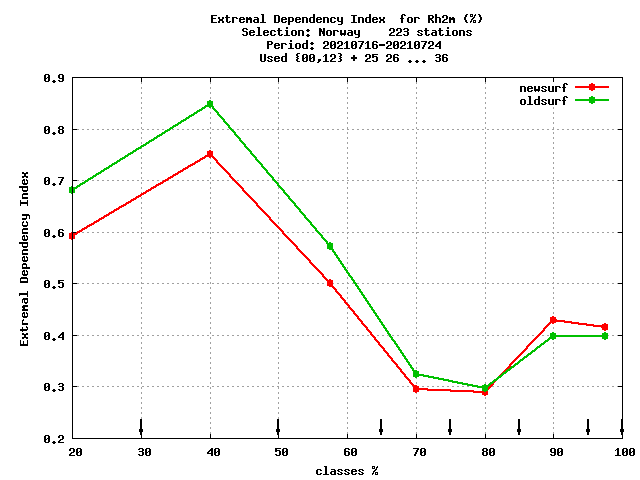 Extremal Dependency Index  for Rh2m (%)
Selection: Norway    223 stations
Period: 20210716-20210724
Used {00,12} + 25 26 ... 36
newsurf
oldsurf
Extremal Dependency Index
0.9
0.8
0.7
0.6
0.5
0.4
0.3
0.2
20 30 40 50 60 70 80 90 100
classes %